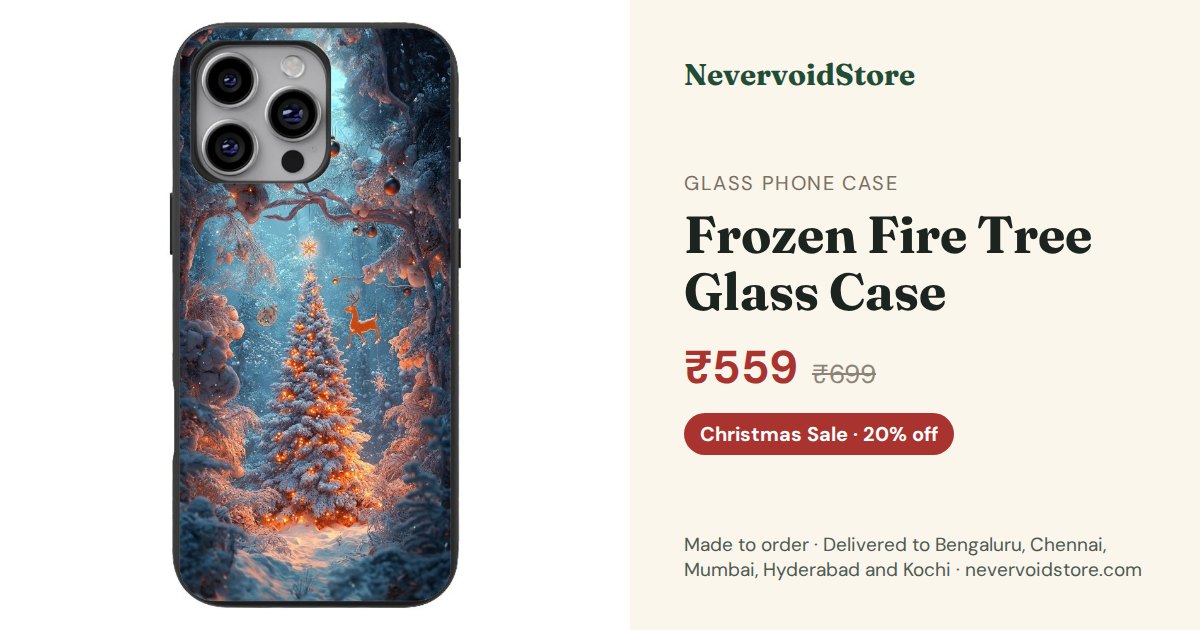 NevervoidStore
GLASS PHONE CASE
Frozen Fire Tree
Glass Case
₹559 ₹699
Christmas Sale · 20% off
Made to order · Delivered to Bengaluru, Chennai,
Mumbai, Hyderabad and Kochi · nevervoidstore.com